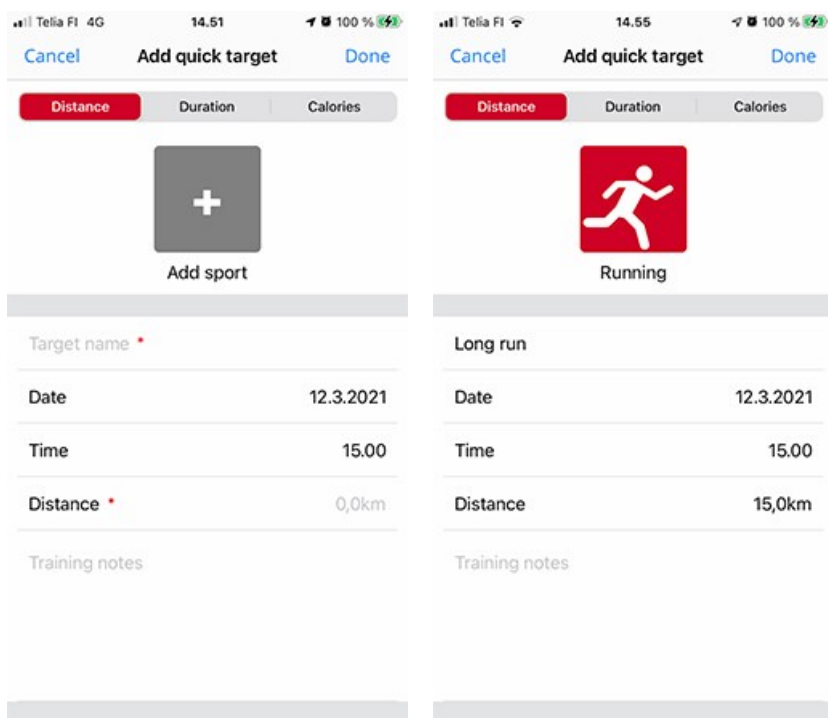 Telia FI 4G 14.51 100 %
Cancel Add quick target Done
Distance Duration Calories
+
Add sport
Target name *
Date 12.3.2021
Time 15.00
Distance * 0,0km
Training notes
Telia FI 14.55 100 %
Cancel Add quick target Done
Distance Duration Calories
Running
Long run
Date 12.3.2021
Time 15.00
Distance 15,0km
Training notes